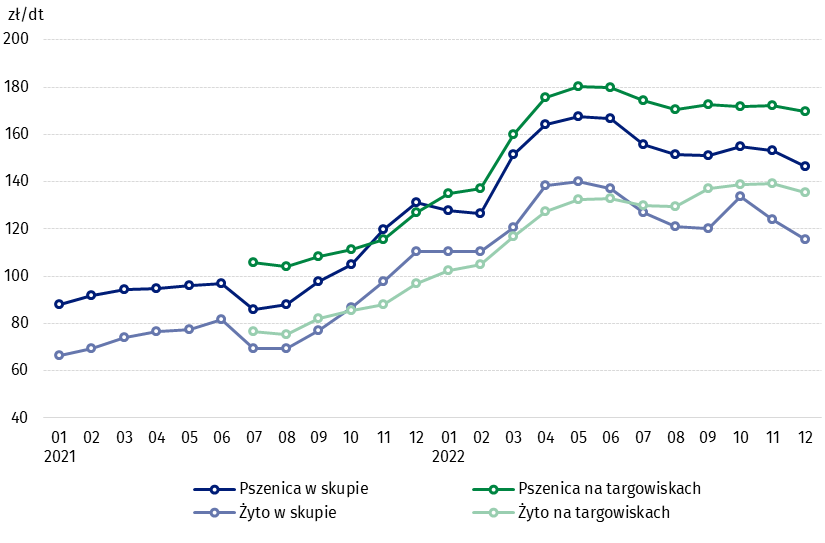 zł/dt
200
180
160
140
120
100
80
60
40
01 02 03 04 05 06 07 08 09 10 11 12 01 02 03 04 05 06 07 08 09 10 11 12
2021 2022
Pszenica w skupie Pszenica na targowiskach
Żyto w skupie Żyto na targowiskach